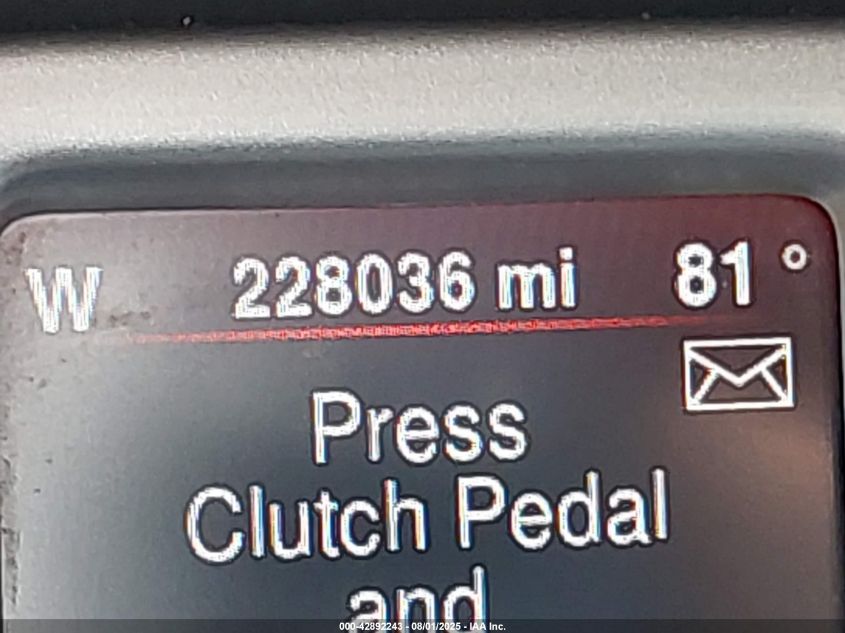 W 228036 mi 81°
Press
Clutch Pedal
and
000-42892243 - 08/01/2025 - IAA Inc.